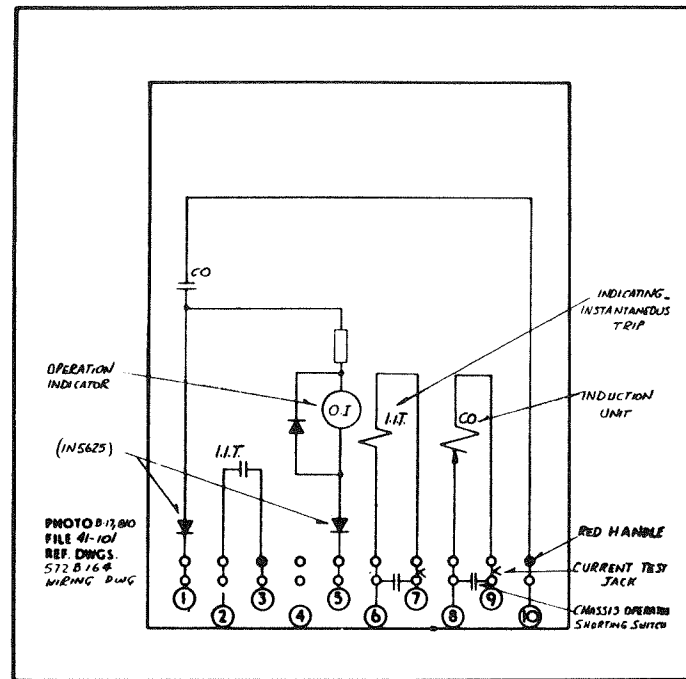 CO
INDICATING
INSTANTANEOUS
TRIP
OPERATION
INDICATOR
O.I
I.I.T.
CO
INDUCTION
UNIT
(IN5625)
I.I.T.
PHOTO B-17,810
FILE 41-101
REF. DWGS.
572 B 164
WIRING DWG
RED HANDLE
CURRENT TEST
JACK
CHASSIS OPERATED
SHORTING SWITCH
1
2
3
4
5
6
7
8
9
10